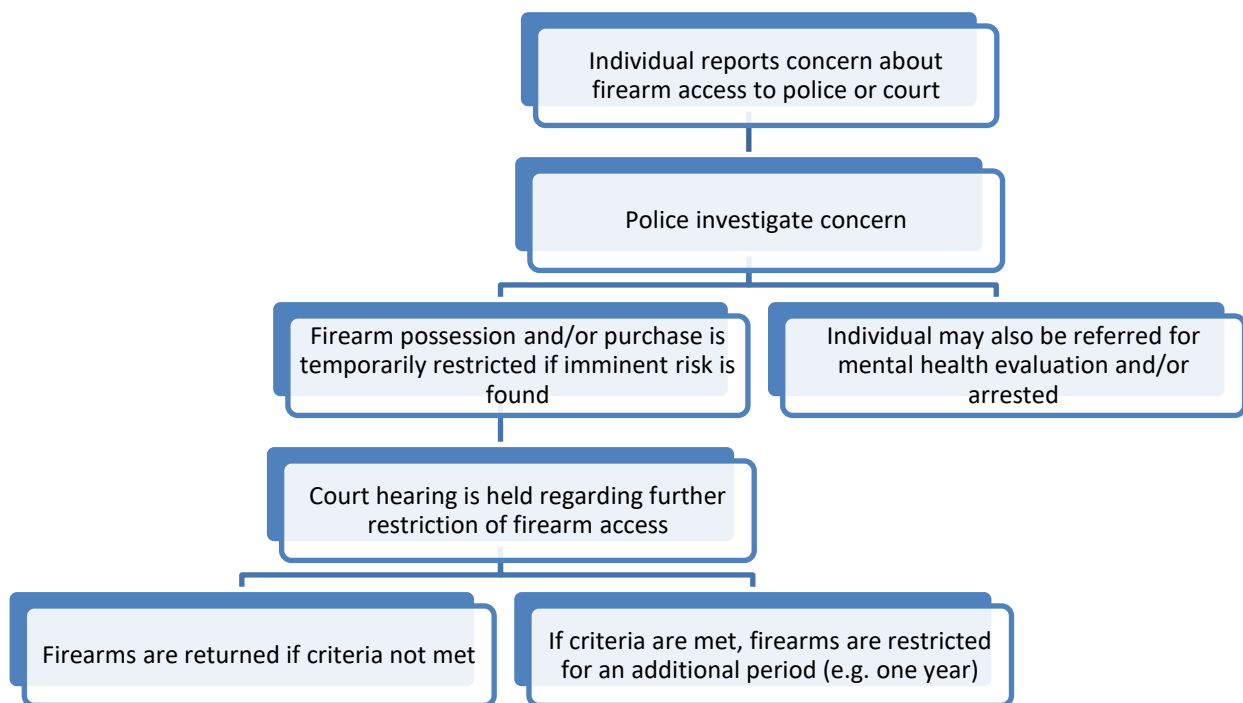 Individual reports concern about
firearm access to police or court
Police investigate concern
Firearm possession and/or purchase is
temporarily restricted if imminent risk is
found
Individual may also be referred for
mental health evaluation and/or
arrested
Court hearing is held regarding further
restriction of firearm access
Firearms are returned if criteria not met
If criteria are met, firearms are restricted
for an additional period (e.g. one year)